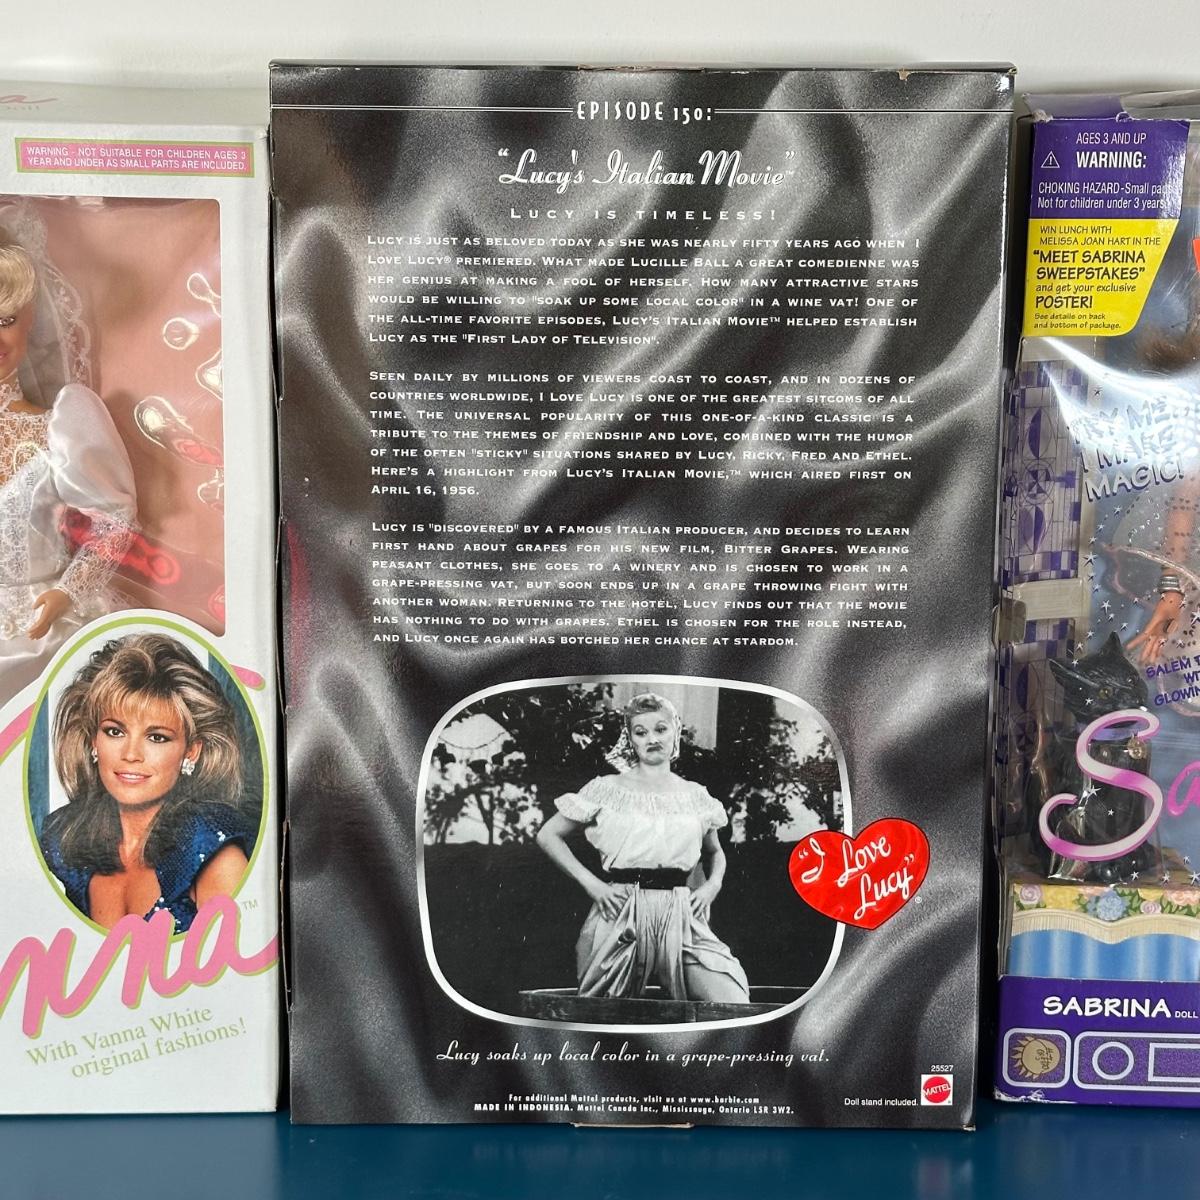 WARNING - NOT SUITABLE FOR CHILDREN AGES 3
YEAR AND UNDER AS SMALL PARTS ARE INCLUDED.
nna™
With Vanna White
original fashions!
EPISODE 150:
"Lucy's Italian Movie"
LUCY IS TIMELESS!
LUCY IS JUST AS BELOVED TODAY AS SHE WAS NEARLY FIFTY YEARS AGO WHEN I
LOVE LUCY® PREMIERED. WHAT MADE LUCILLE BALL A GREAT COMEDIENNE WAS
HER GENIUS AT MAKING A FOOL OF HERSELF. HOW MANY ATTRACTIVE STARS
WOULD BE WILLING TO "SOAK UP SOME LOCAL COLOR" IN A WINE VAT! ONE OF
THE ALL-TIME FAVORITE EPISODES, LUCY'S ITALIAN MOVIE™ HELPED ESTABLISH
LUCY AS THE "FIRST LADY OF TELEVISION".
SEEN DAILY BY MILLIONS OF VIEWERS COAST TO COAST, AND IN DOZENS OF
COUNTRIES WORLDWIDE, I LOVE LUCY IS ONE OF THE GREATEST SITCOMS OF ALL
TIME. THE UNIVERSAL POPULARITY OF THIS ONE-OF-A-KIND CLASSIC IS A
TRIBUTE TO THE THEMES OF FRIENDSHIP AND LOVE, COMBINED WITH THE HUMOR
OF THE OFTEN "STICKY" SITUATIONS SHARED BY LUCY, RICKY, FRED AND ETHEL.
HERE'S A HIGHLIGHT FROM LUCY'S ITALIAN MOVIE,™ WHICH AIRED FIRST ON
APRIL 16, 1956.
LUCY IS "DISCOVERED" BY A FAMOUS ITALIAN PRODUCER, AND DECIDES TO LEARN
FIRST HAND ABOUT GRAPES FOR HIS NEW FILM, BITTER GRAPES. WEARING
PEASANT CLOTHES, SHE GOES TO A WINERY AND IS CHOSEN TO WORK IN A
GRAPE-PRESSING VAT, BUT SOON ENDS UP IN A GRAPE THROWING FIGHT WITH
ANOTHER WOMAN. RETURNING TO THE HOTEL, LUCY FINDS OUT THAT THE MOVIE
HAS NOTHING TO DO WITH GRAPES. ETHEL IS CHOSEN FOR THE ROLE INSTEAD,
AND LUCY ONCE AGAIN HAS BOTCHED HER CHANCE AT STARDOM.
"I Love
Lucy"®
Lucy soaks up local color in a grape-pressing vat.
25527
MATTEL
Doll stand included.
For additional Mattel products, visit us at www.barbie.com
MADE IN INDONESIA. Mattel Canada Inc., Mississauga, Ontario L5R 3W2.
AGES 3 AND UP
WARNING:
CHOKING HAZARD-Small pa
Not for children under 3 years
WIN LUNCH WITH
MELISSA JOAN HART IN THE
"MEET SABRINA
SWEEPSTAKES"
and get your exclusive
POSTER!
See details on back
and bottom of package.
TRY ME...
I MAKE
MAGIC!
SALEM
WI
GLOWIN
Sa
SABRINA DOLL